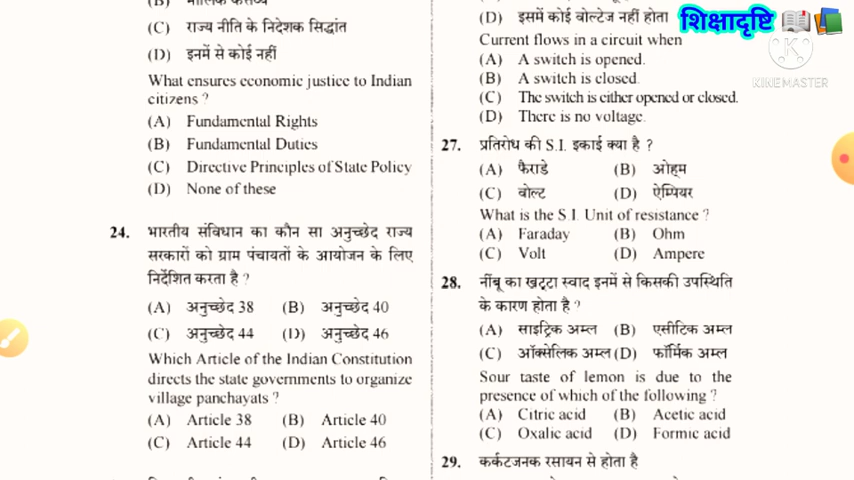 (B) मौलिक कर्त्तव्य
(C) राज्य नीति के निदेशक सिद्धांत
(D) इनमें से कोई नहीं
What ensures economic justice to Indian
citizens ?
(A) Fundamental Rights
(B) Fundamental Duties
(C) Directive Principles of State Policy
(D) None of these
24. भारतीय संविधान का कौन सा अनुच्छेद राज्य
सरकारों को ग्राम पंचायतों के आयोजन के लिए
निर्देशित करता है ?
(A) अनुच्छेद 38 (B) अनुच्छेद 40
(C) अनुच्छेद 44 (D) अनुच्छेद 46
Which Article of the Indian Constitution
directs the state governments to organize
village panchayats ?
(A) Article 38 (B) Article 40
(C) Article 44 (D) Article 46
(D) इसमें कोई वोल्टेज नहीं होता
Current flows in a circuit when
(A) A switch is opened.
(B) A switch is closed.
(C) The switch is either opened or closed.
(D) There is no voltage.
27. प्रतिरोध की S.I. इकाई क्या है ?
(A) फैराडे (B) ओह्म
(C) वोल्ट (D) ऐम्पियर
What is the S.I. Unit of resistance ?
(A) Faraday (B) Ohm
(C) Volt (D) Ampere
28. नींबू का खट्टा स्वाद इनमें से किसकी उपस्थिति
के कारण होता है ?
(A) साइट्रिक अम्ल (B) एसीटिक अम्ल
(C) ऑक्सेलिक अम्ल (D) फॉर्मिक अम्ल
Sour taste of lemon is due to the
presence of which of the following ?
(A) Citric acid (B) Acetic acid
(C) Oxalic acid (D) Formic acid
29. कर्कटजनक रसायन से होता है
शिक्षादृष्टि
KINEMASTER